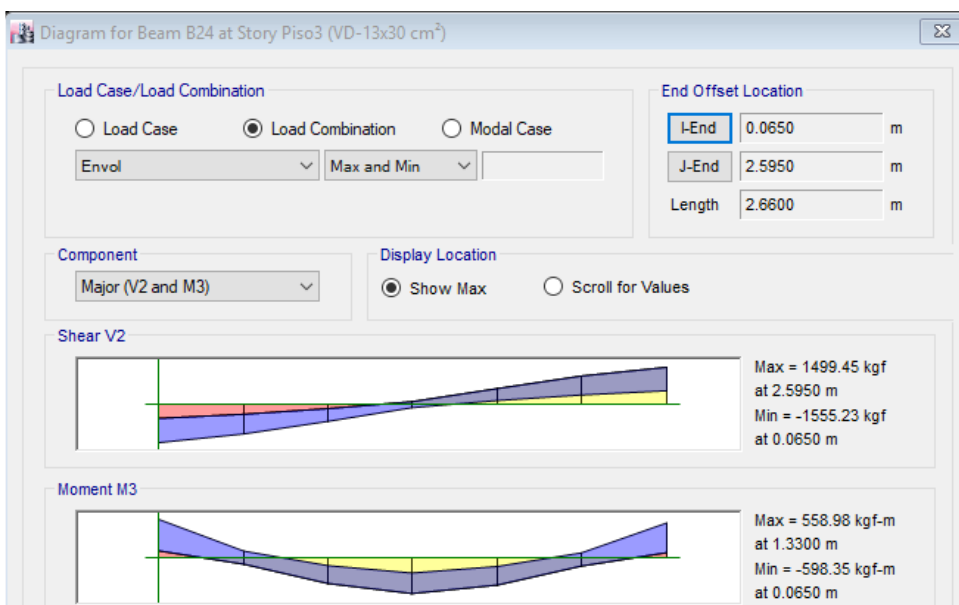 Diagram for Beam B24 at Story Piso3 (VD-13x30 cm²)
Load Case/Load Combination
Load Case Load Combination Modal Case
Envol Max and Min
End Offset Location
I-End 0.0650 m
J-End 2.5950 m
Length 2.6600 m
Component
Major (V2 and M3)
Display Location
Show Max Scroll for Values
Shear V2
Max = 1499.45 kgf
at 2.5950 m
Min = -1555.23 kgf
at 0.0650 m
Moment M3
Max = 558.98 kgf-m
at 1.3300 m
Min = -598.35 kgf-m
at 0.0650 m